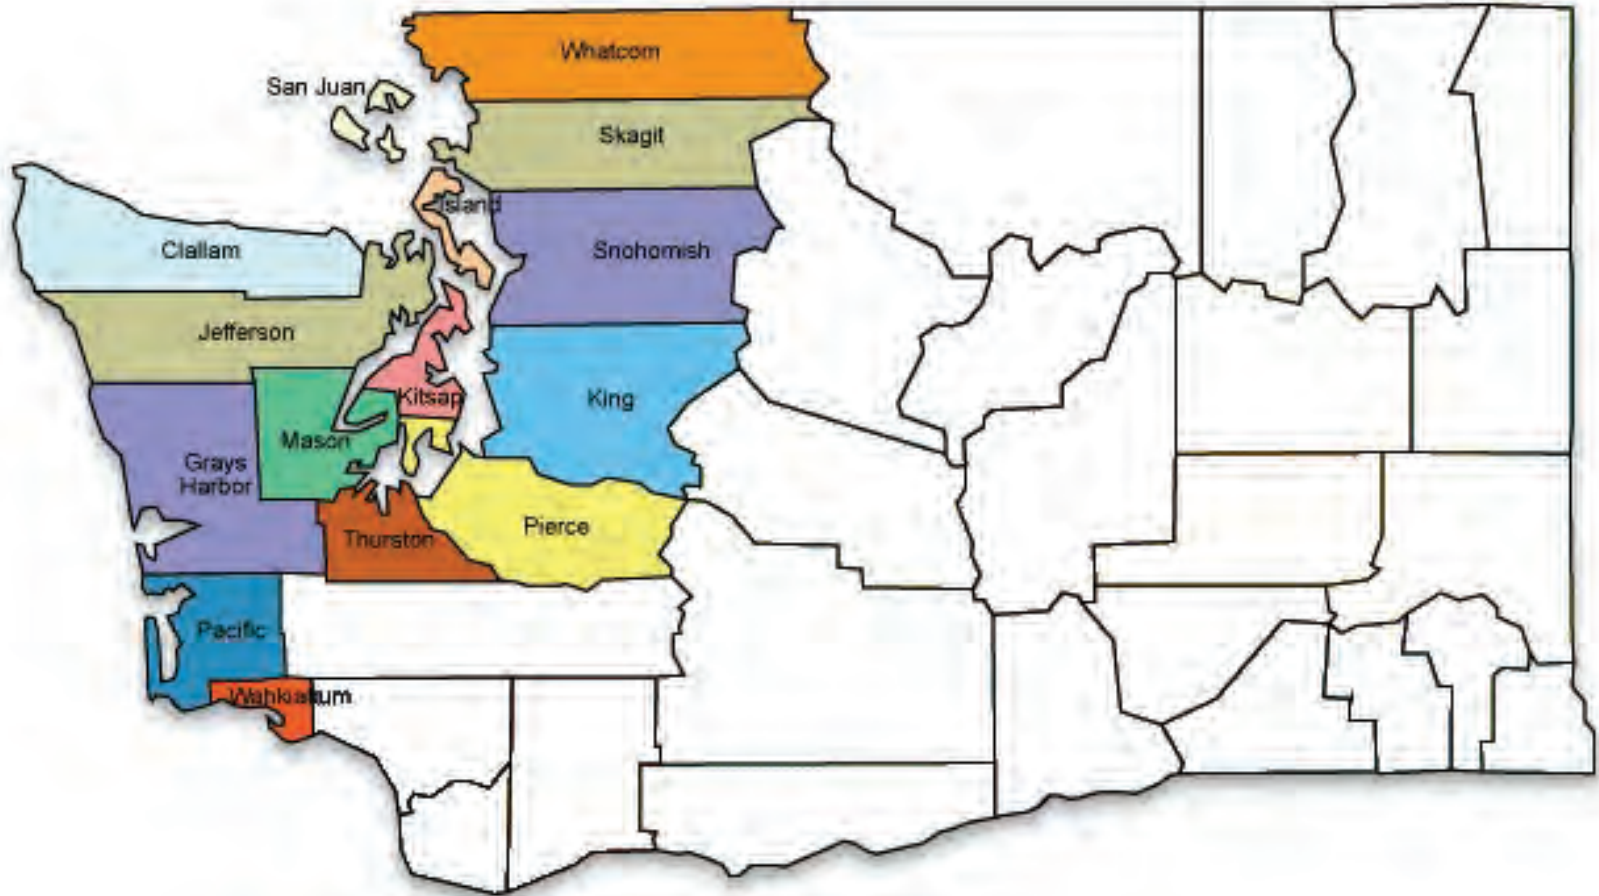 Whatcom
San Juan
Skagit
Island
Clallam
Snohomish
Jefferson
Kitsap
King
Mason
Grays
Harbor
Thurston
Pierce
Pacific
Wahkiakum